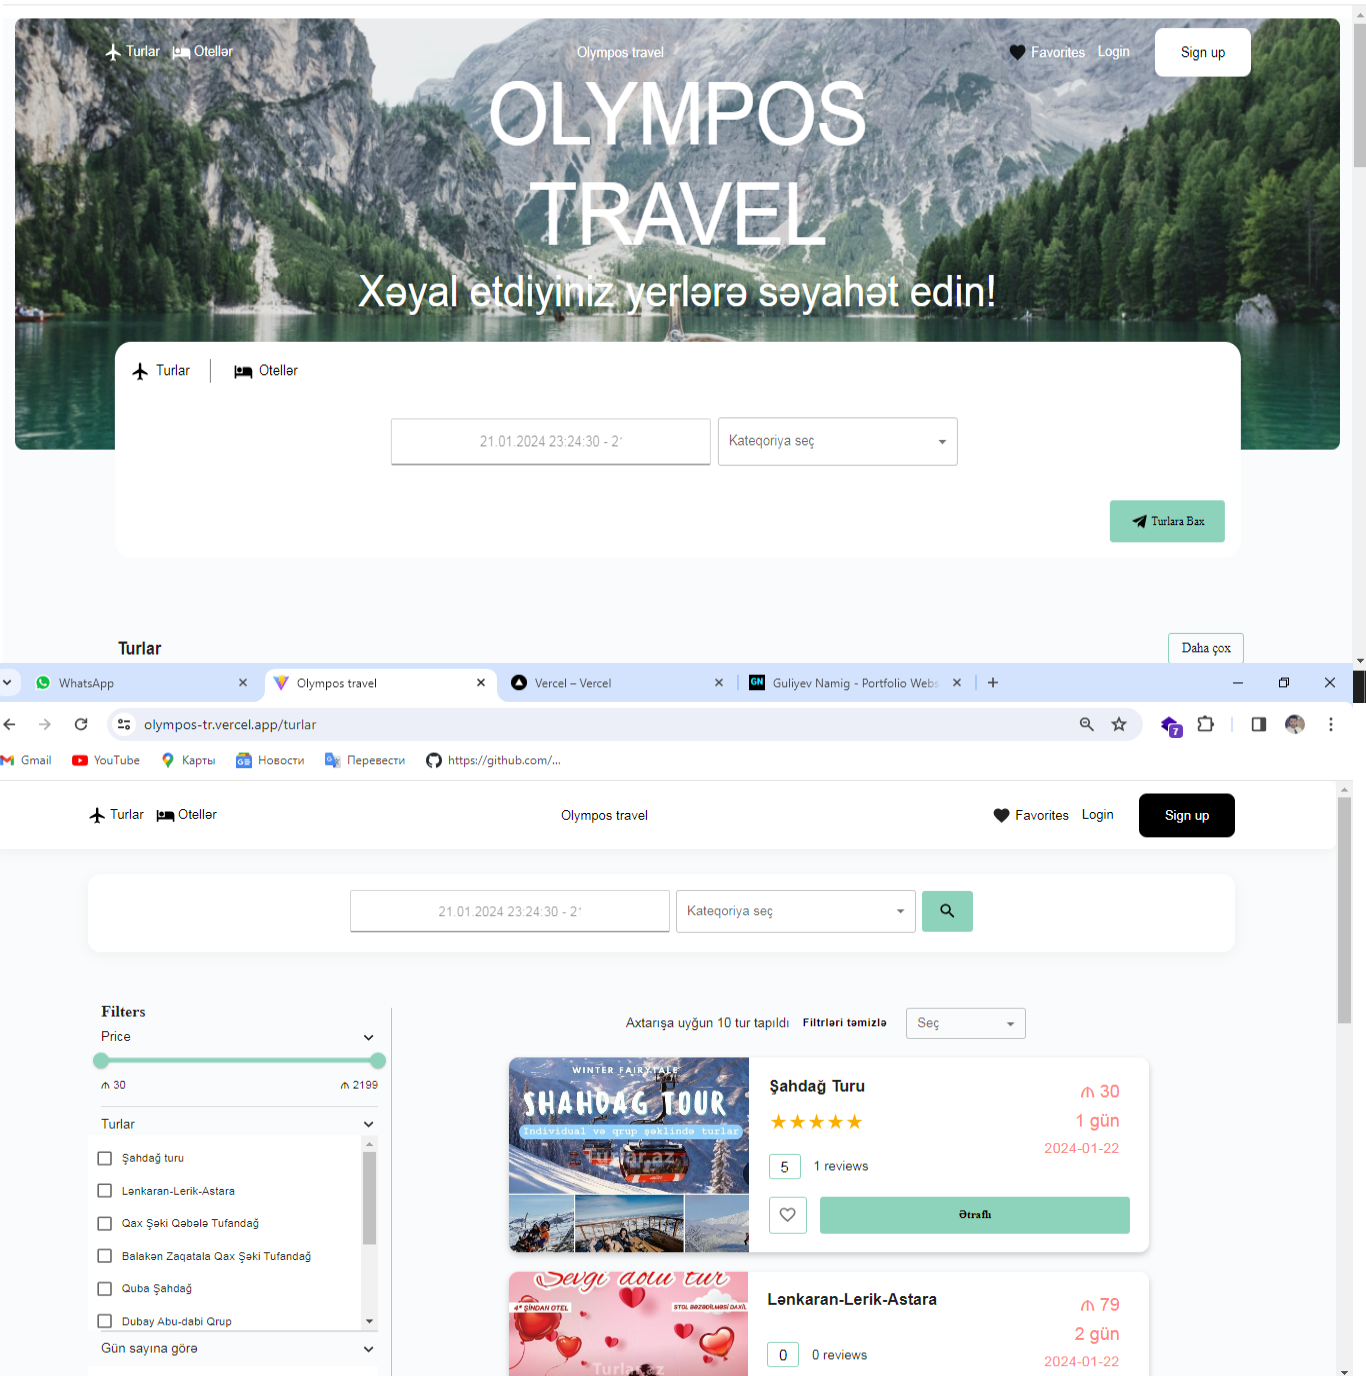 Turlar Otellər Olympos travel Favorites Login Sign up
OLYMPOS
TRAVEL
Xəyal etdiyiniz yerlərə səyahət edin!
Turlar Otellər
21.01.2024 23:24:30 - 2 Kateqoriya seç
Turlara Bax
Turlar Daha çox
WhatsApp Olympos travel Vercel – Vercel GN Guliyev Namig - Portfolio Webs
olympos-tr.vercel.app/turlar 7
Gmail YouTube Карты Новости Перевести https://github.com/...
Turlar Otellər Olympos travel Favorites Login Sign up
21.01.2024 23:24:30 - 2 Kateqoriya seç
Filters
Price
₼ 30 ₼ 2199
Turlar
Şahdağ turu
Lənkaran-Lerik-Astara
Qax Şəki Qəbələ Tufandağ
Balakən Zaqatala Qax Şəki Tufandağ
Quba Şahdağ
Dubay Abu-dabi Qrup
Gün sayına görə
Axtarışa uyğun 10 tur tapıldı Filtrləri təmizlə Seç
WINTER FAIRYTALE
SHAHDAG TOUR
Individual və qrup şəklində turlar
Turlar.az
Şahdağ Turu
₼ 30
1 gün
2024-01-22
5 1 reviews
Ətraflı
Sevgi dolu tur
4* ŞİNDAN OTEL
STOL BƏZƏDİLMƏSİ DAXİL
Turlar.az
Lənkaran-Lerik-Astara
₼ 79
2 gün
2024-01-22
0 0 reviews